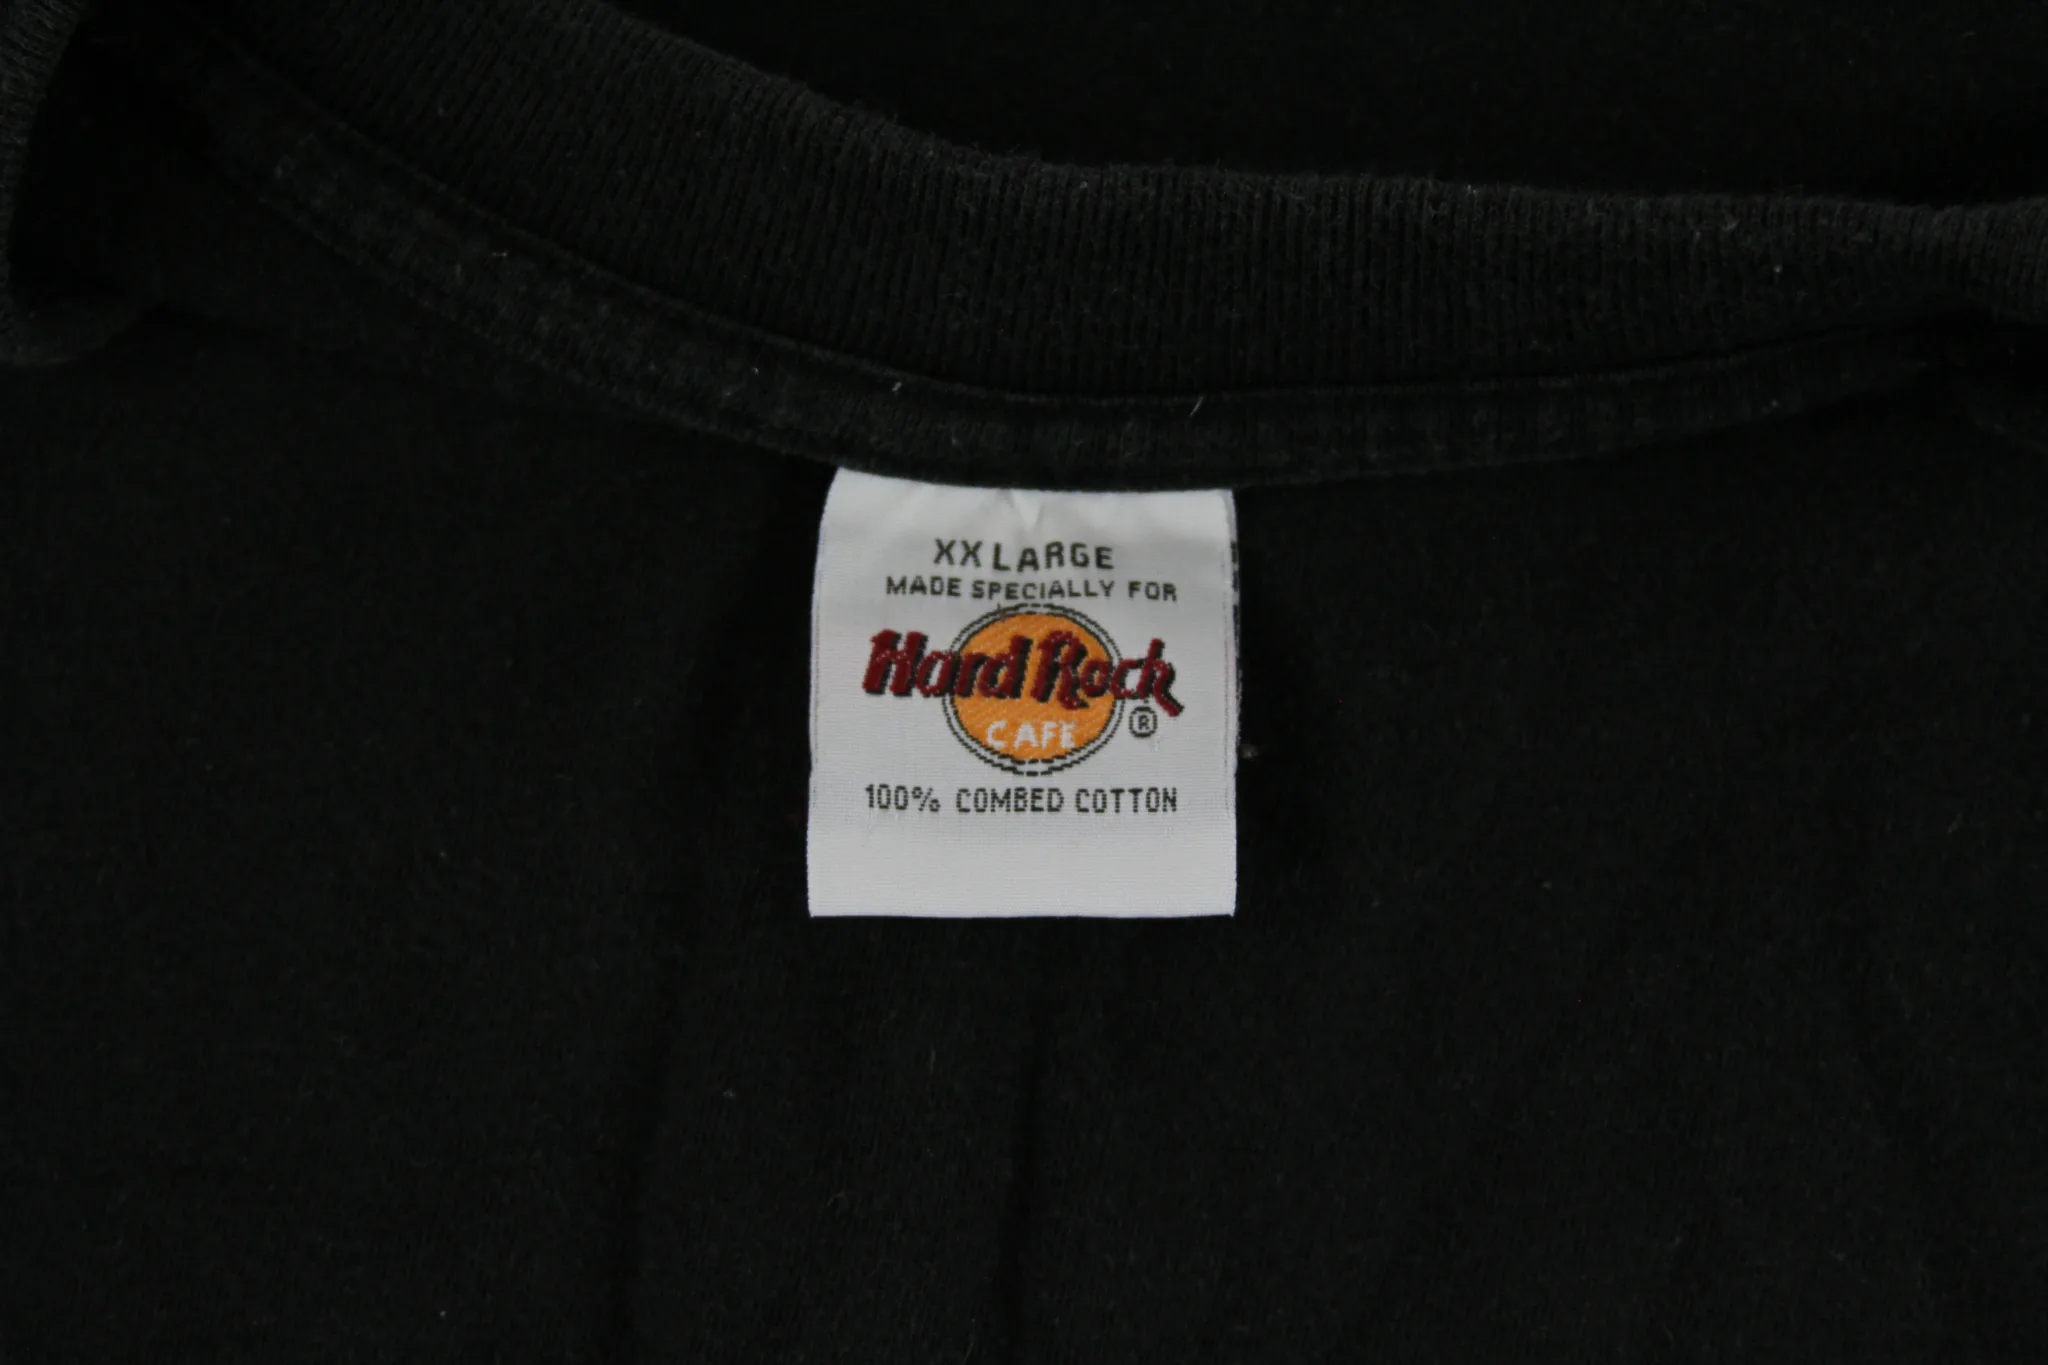 XX LARGE
MADE SPECIALLY FOR
Hard Rock
CAFE
®
100% COMBED COTTON